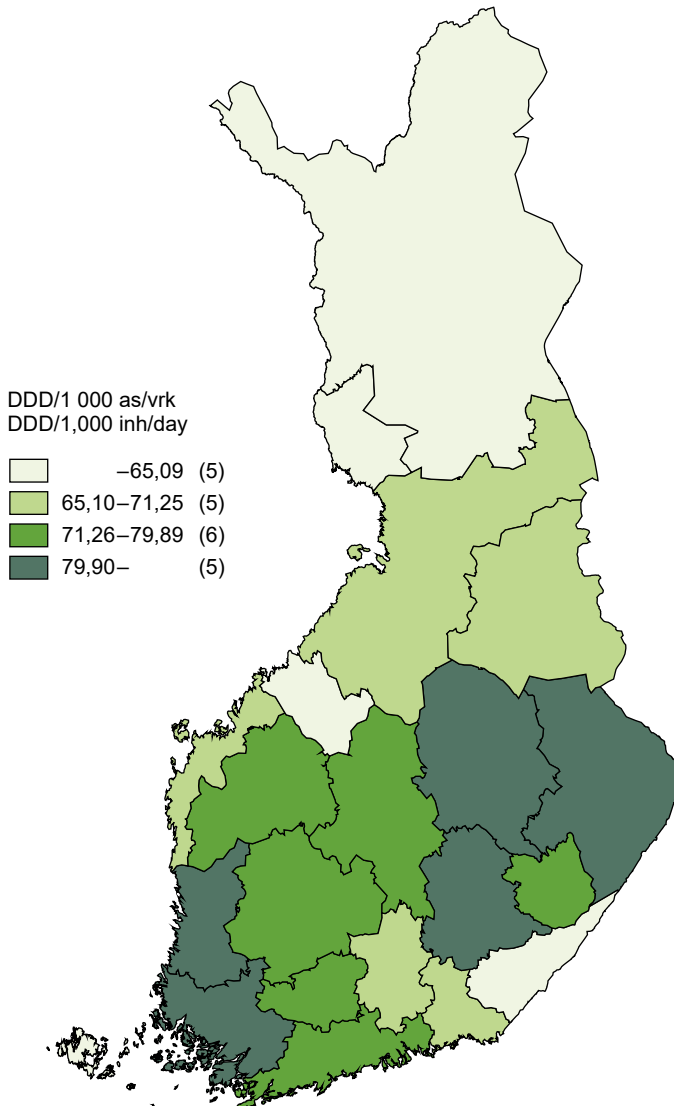 DDD/1 000 as/vrk
DDD/1,000 inh/day
–65,09 (5)
65,10–71,25 (5)
71,26–79,89 (6)
79,90– (5)